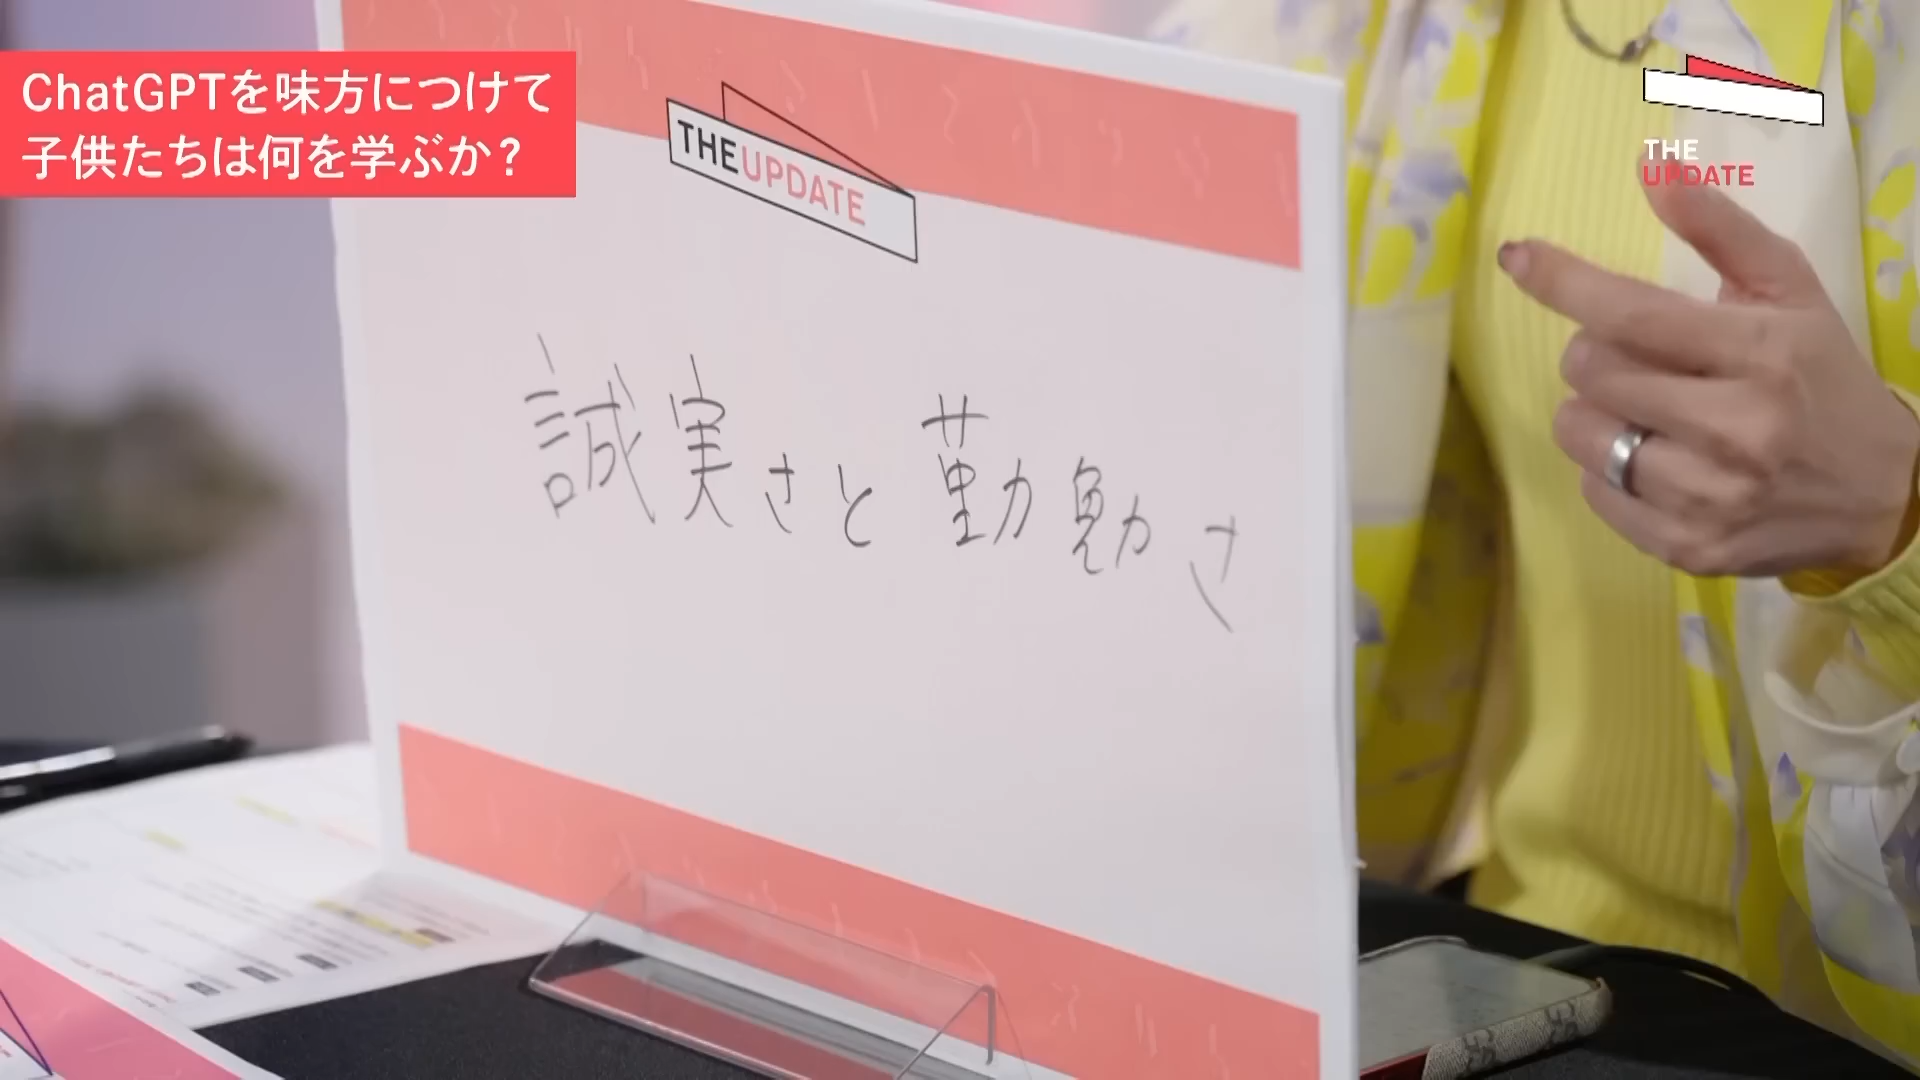 ChatGPTを味方につけて
子供たちは何を学ぶか？
THE UPDATE
誠実さと勤勉さ
THE
UPDATE